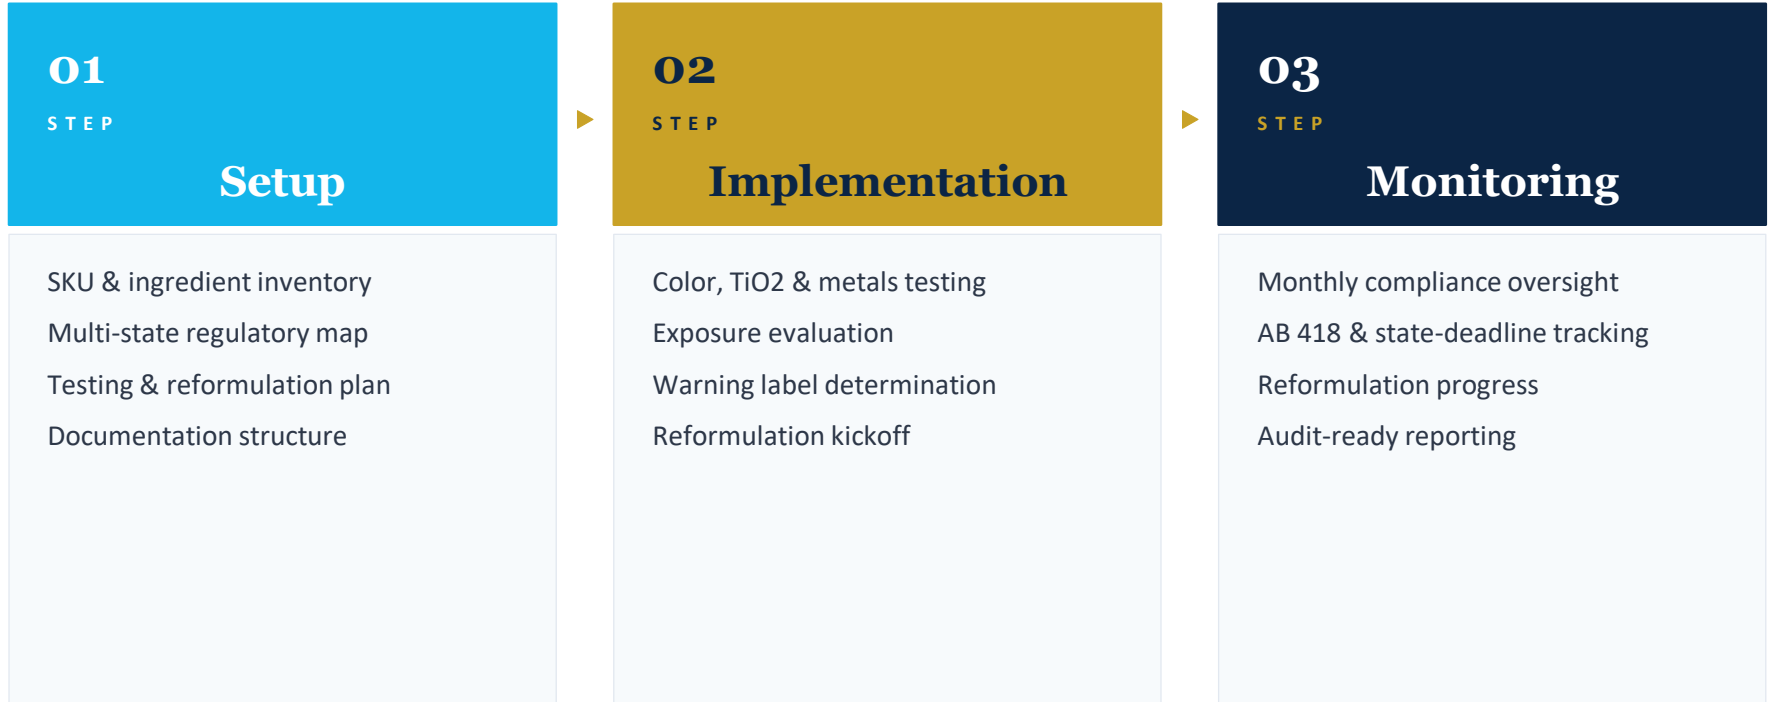 01
STEP
Setup
SKU & ingredient inventory
Multi-state regulatory map
Testing & reformulation plan
Documentation structure
02
STEP
Implementation
Color, TiO2 & metals testing
Exposure evaluation
Warning label determination
Reformulation kickoff
03
STEP
Monitoring
Monthly compliance oversight
AB 418 & state-deadline tracking
Reformulation progress
Audit-ready reporting